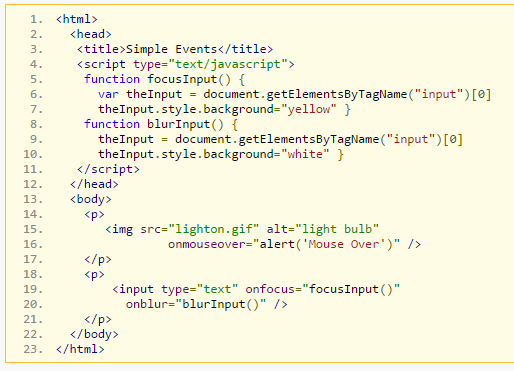 1. <html>
2.   <head>
3.    <title>Simple Events</title>
4.    <script type="text/javascript">
5.     function focusInput() {
6.       var theInput = document.getElementsByTagName("input")[0]
7.       theInput.style.background="yellow" }
8.     function blurInput() {
9.       theInput = document.getElementsByTagName("input")[0]
10.       theInput.style.background="white" }
11.    </script>
12.   </head>
13.   <body>
14.     <p>
15.        <img src="lighton.gif" alt="light bulb"
16.                 onmouseover="alert('Mouse Over')" />
17.     </p>
18.     <p>
19.         <input type="text" onfocus="focusInput()"
20.           onblur="blurInput()" />
21.     </p>
22.   </body>
23. </html>